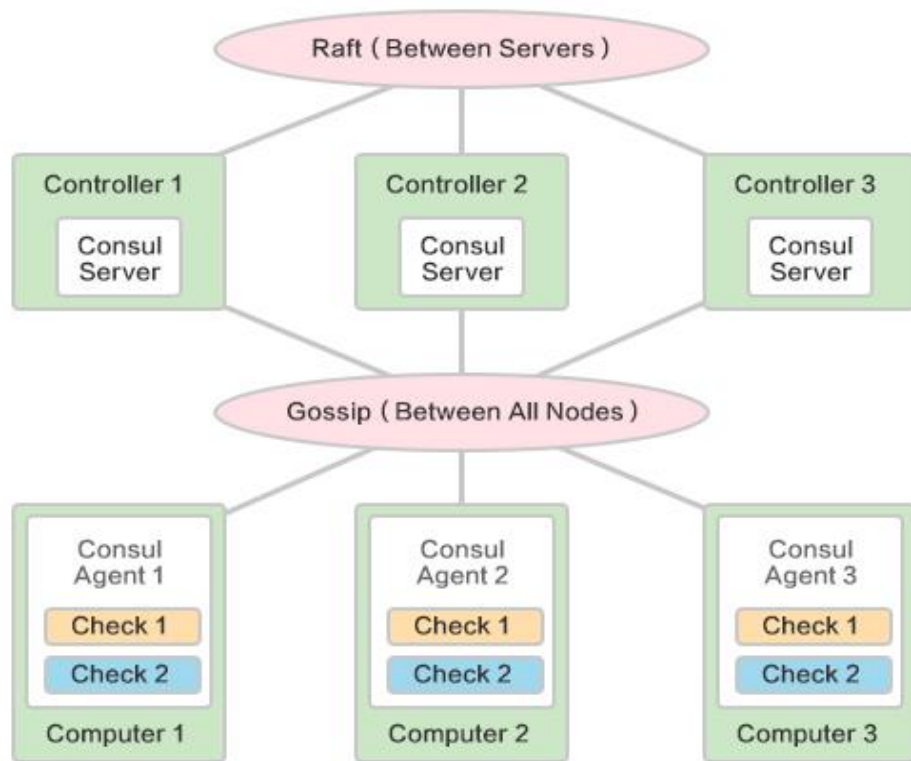 Raft ( Between Servers )
Controller 1
Controller 2
Controller 3
Consul
Server
Consul
Server
Consul
Server
Gossip ( Between All Nodes )
Consul
Agent 1
Check 1
Check 2
Computer 1
Consul
Agent 2
Check 1
Check 2
Computer 2
Consul
Agent 3
Check 1
Check 2
Computer 3